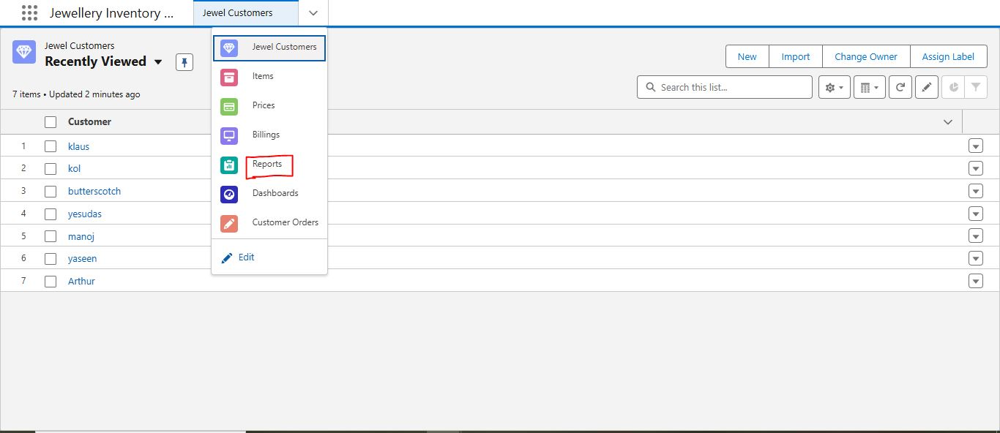 Jewellery Inventory ...
Jewel Customers
Jewel Customers
Recently Viewed
7 items • Updated 2 minutes ago
New
Import
Change Owner
Assign Label
Search this list...
Jewel Customers
Items
Prices
Billings
Reports
Dashboards
Customer Orders
Edit
Customer
1 klaus
2 kol
3 butterscotch
4 yesudas
5 manoj
6 yaseen
7 Arthur